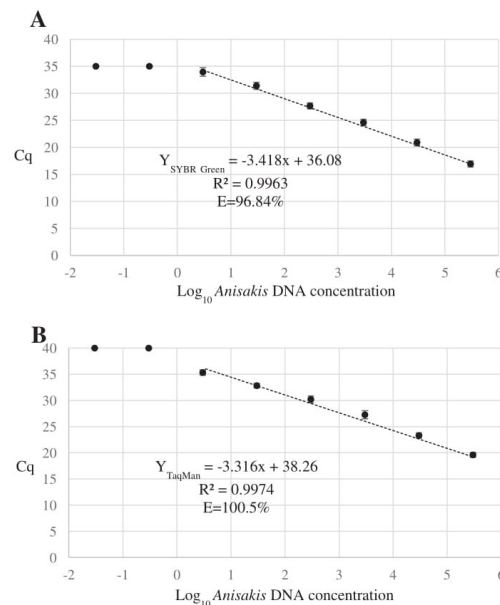 A
40
35
30
25
20
15
10
5
0
Cq
Y SYBR Green = -3.418x + 36.08
R² = 0.9963
E=96.84%
-2 -1 0 1 2 3 4 5 6
Log10 Anisakis DNA concentration
B
40
35
30
25
20
15
10
5
0
Cq
Y TaqMan = -3.316x + 38.26
R² = 0.9974
E=100.5%
-2 -1 0 1 2 3 4 5 6
Log10 Anisakis DNA concentration